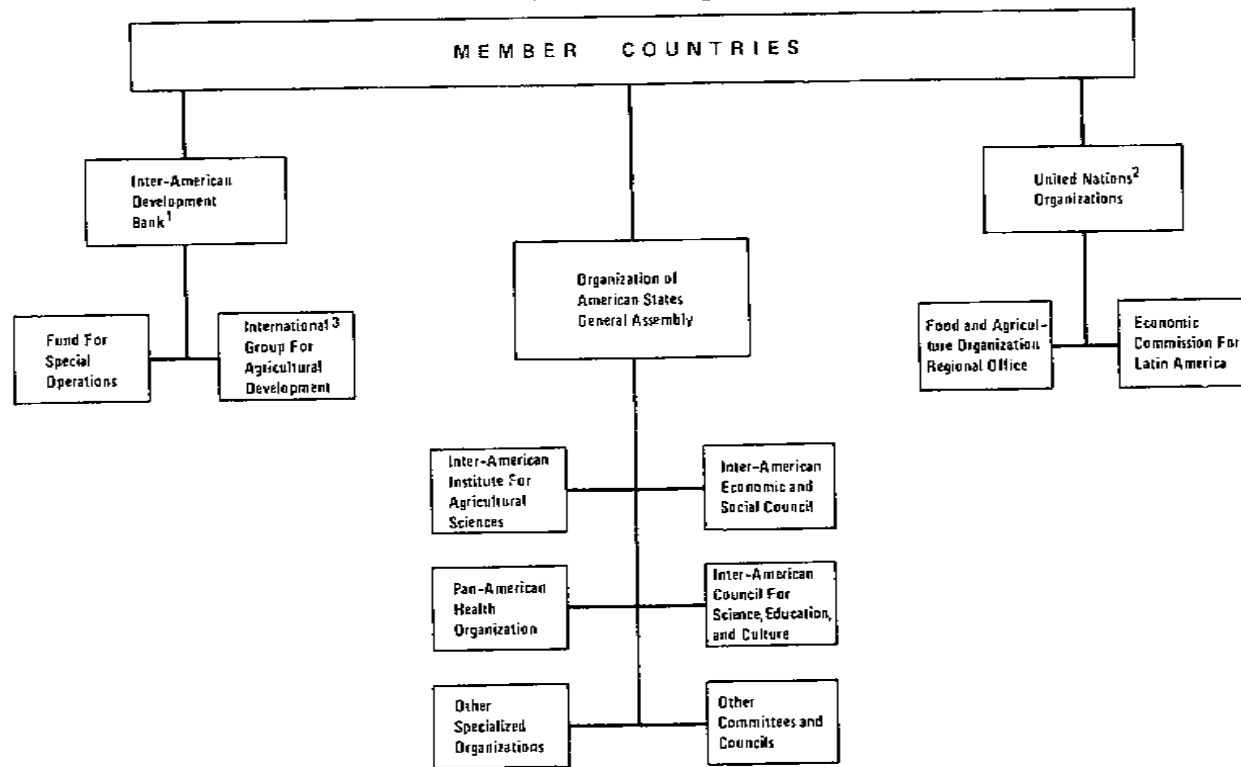 MEMBER COUNTRIES
Inter-American
Development
Bank¹
United Nations²
Organizations
Organization of
American States
General Assembly
Fund For
Special
Operations
International³
Group For
Agricultural
Development
Food and Agricul-
ture Organization
Regional Office
Economic
Commission For
Latin America
Inter-American
Institute For
Agricultural
Sciences
Inter-American
Economic and
Social Council
Pan-American
Health
Organization
Inter-American
Council For
Science, Education,
and Culture
Other
Specialized
Organizations
Other
Committees and
Councils